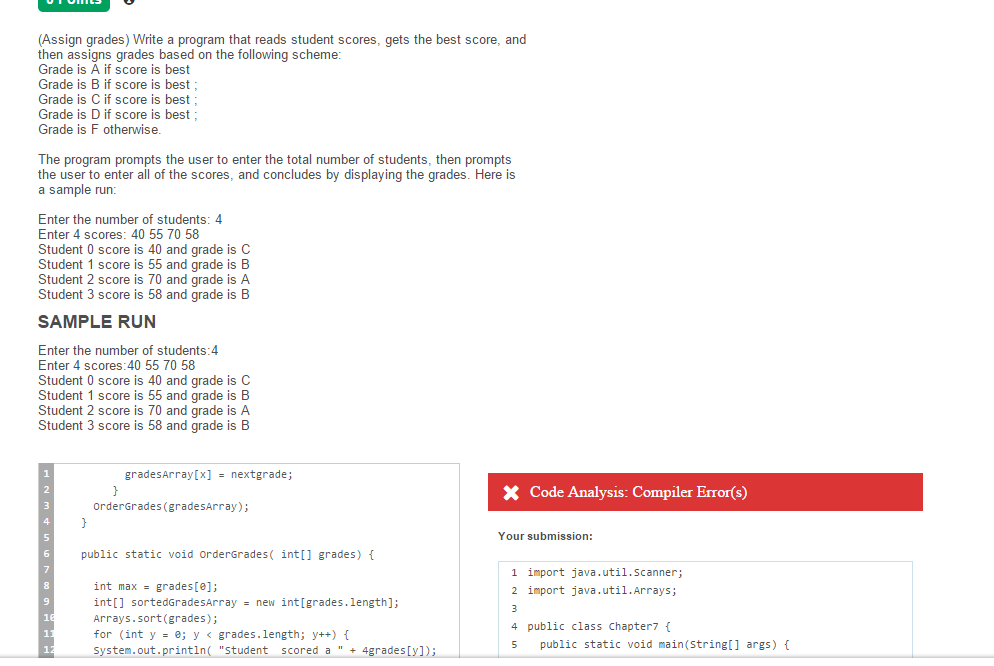 0 Points
(Assign grades) Write a program that reads student scores, gets the best score, and
then assigns grades based on the following scheme:
Grade is A if score is best
Grade is B if score is best ;
Grade is C if score is best ;
Grade is D if score is best ;
Grade is F otherwise.
The program prompts the user to enter the total number of students, then prompts
the user to enter all of the scores, and concludes by displaying the grades. Here is
a sample run:
Enter the number of students: 4
Enter 4 scores: 40 55 70 58
Student 0 score is 40 and grade is C
Student 1 score is 55 and grade is B
Student 2 score is 70 and grade is A
Student 3 score is 58 and grade is B
SAMPLE RUN
Enter the number of students:4
Enter 4 scores:40 55 70 58
Student 0 score is 40 and grade is C
Student 1 score is 55 and grade is B
Student 2 score is 70 and grade is A
Student 3 score is 58 and grade is B
1 gradesArray[x] = nextgrade;
2 }
3 OrderGrades(gradesArray);
4 }
5
6 public static void OrderGrades( int[] grades) {
7
8 int max = grades[0];
9 int[] sortedGradesArray = new int[grades.length];
10 Arrays.sort(grades);
11 for (int y = 0; y < grades.length; y++) {
12 System.out.println( "Student  scored a " + 4grades[y]);
Code Analysis: Compiler Error(s)
Your submission:
1 import java.util.Scanner;
2 import java.util.Arrays;
3
4 public class Chapter7 {
5 public static void main(String[] args) {